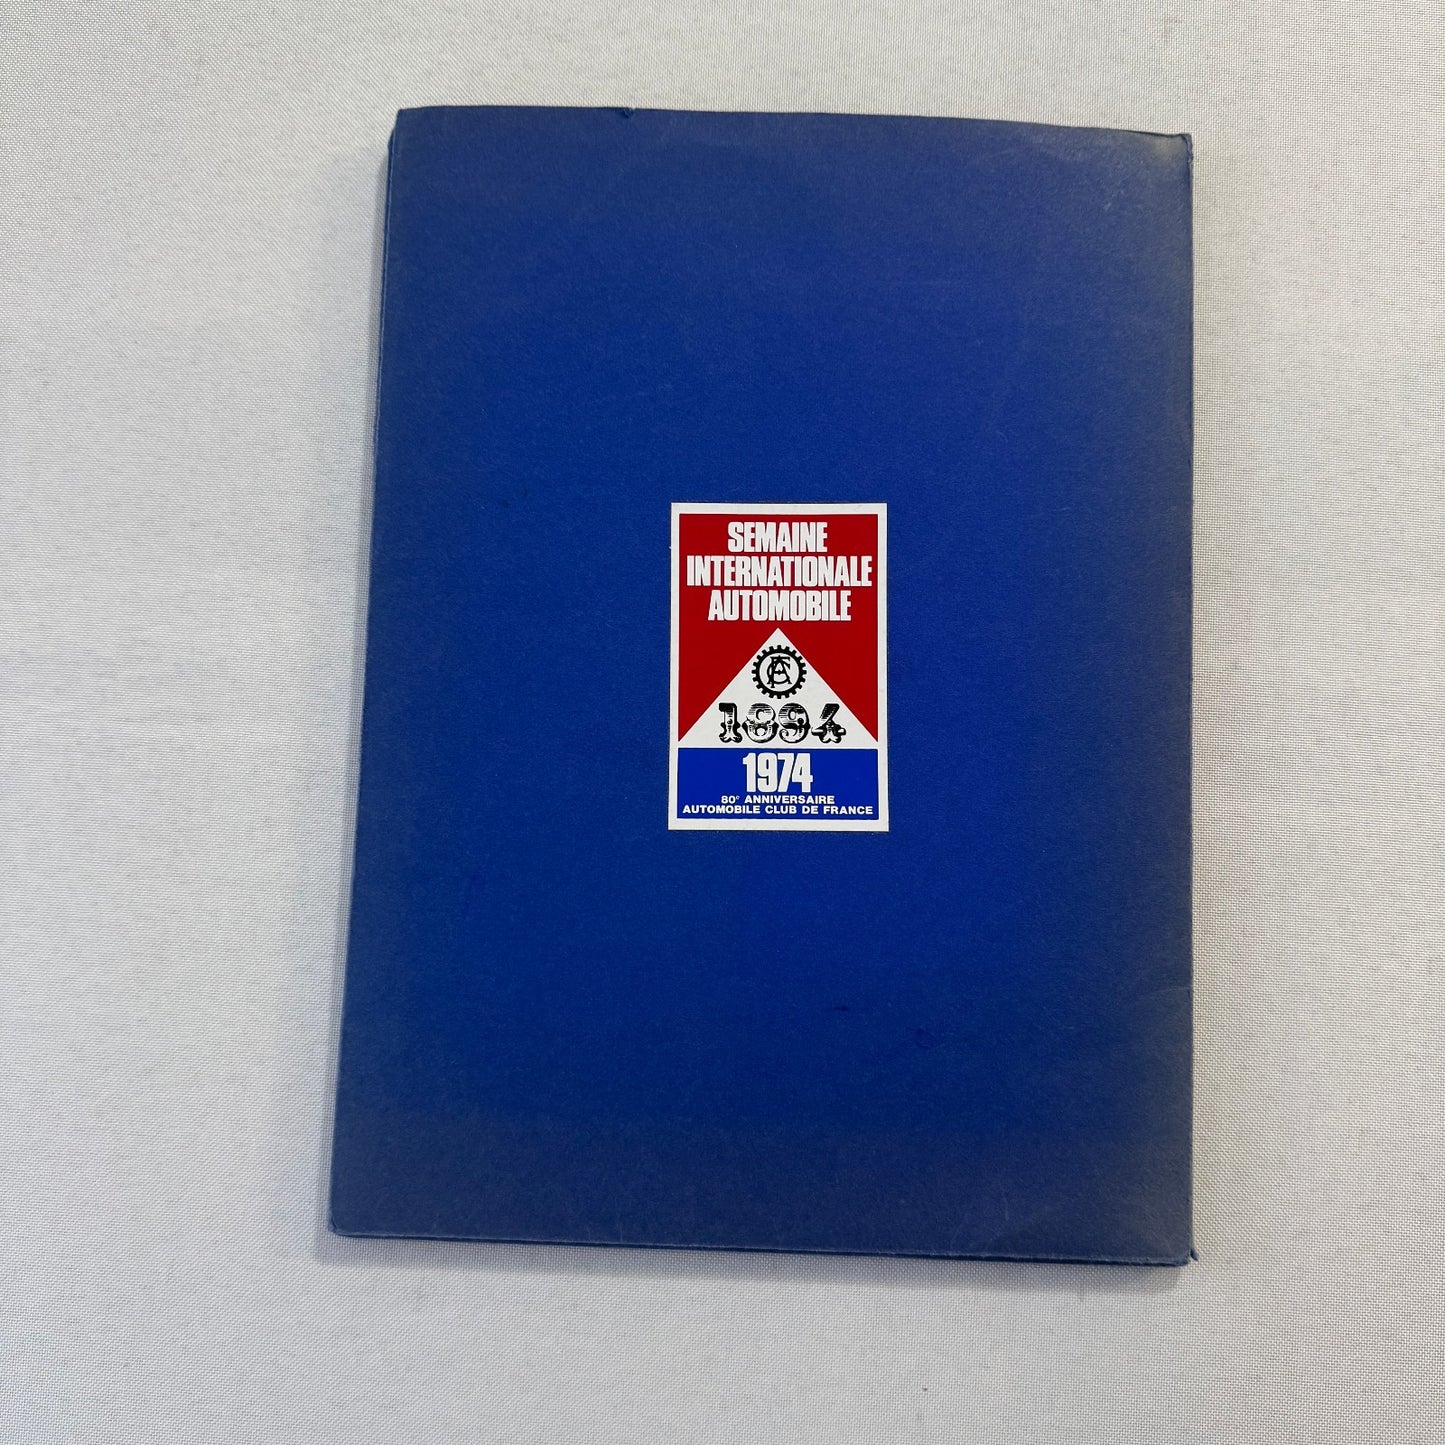 SEMAINE
INTERNATIONALE
AUTOMOBILE
ACF
1894
1974
80e ANNIVERSAIRE
AUTOMOBILE CLUB DE FRANCE